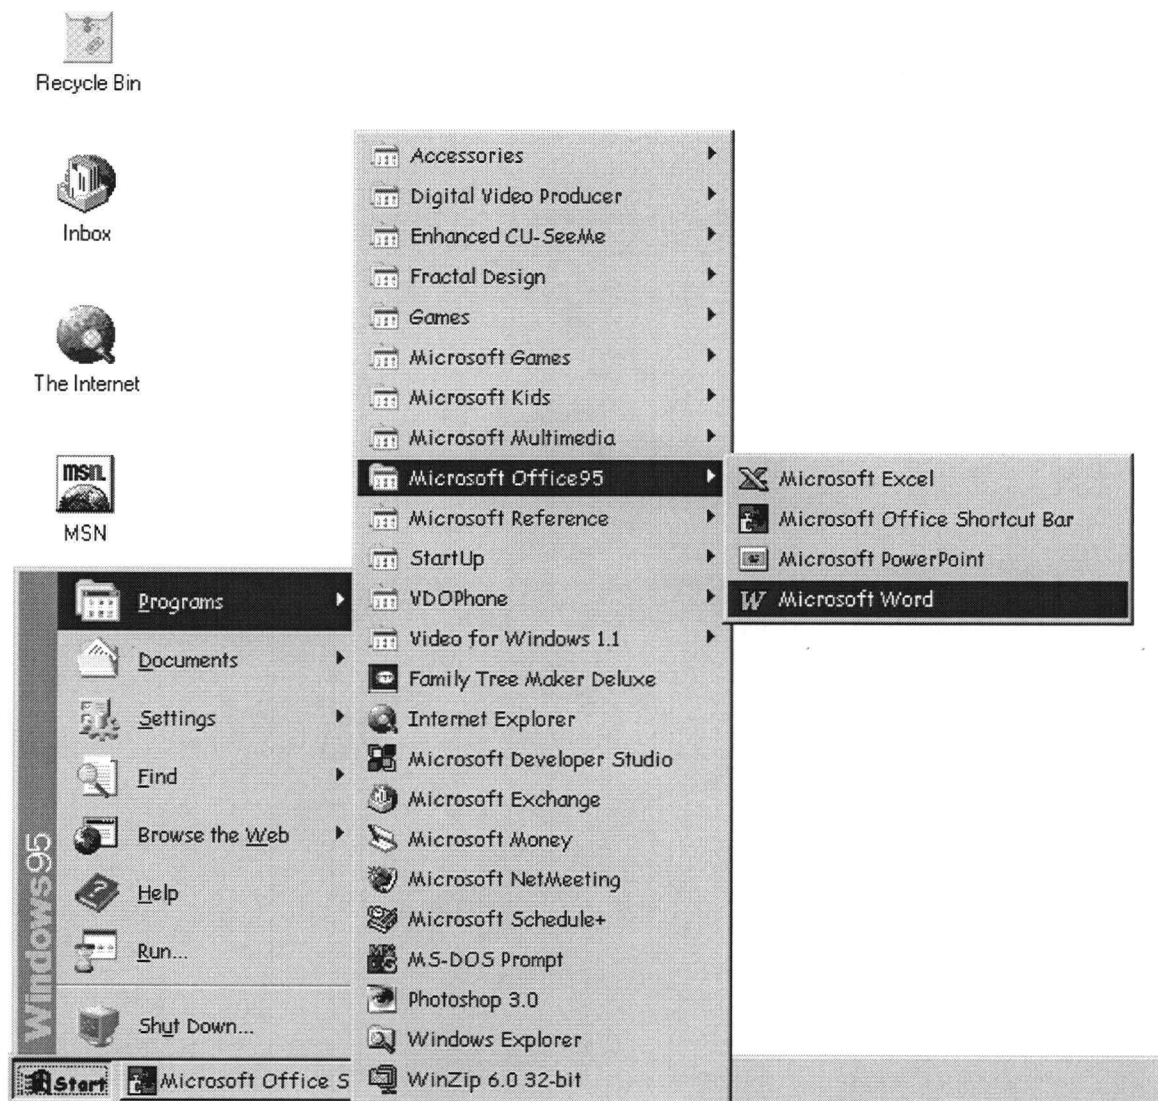 Recycle Bin
Inbox
The Internet
msn.
MSN
Programs
Documents
Settings
Find
Browse the Web
Help
Run...
Shut Down...
Windows95
Start
Microsoft Office S
Accessories
Digital Video Producer
Enhanced CU-SeeMe
Fractal Design
Games
Microsoft Games
Microsoft Kids
Microsoft Multimedia
Microsoft Office95
Microsoft Reference
StartUp
VDOPhone
Video for Windows 1.1
Family Tree Maker Deluxe
Internet Explorer
Microsoft Developer Studio
Microsoft Exchange
Microsoft Money
Microsoft NetMeeting
Microsoft Schedule+
MS-DOS Prompt
Photoshop 3.0
Windows Explorer
WinZip 6.0 32-bit
Microsoft Excel
Microsoft Office Shortcut Bar
Microsoft PowerPoint
Microsoft Word